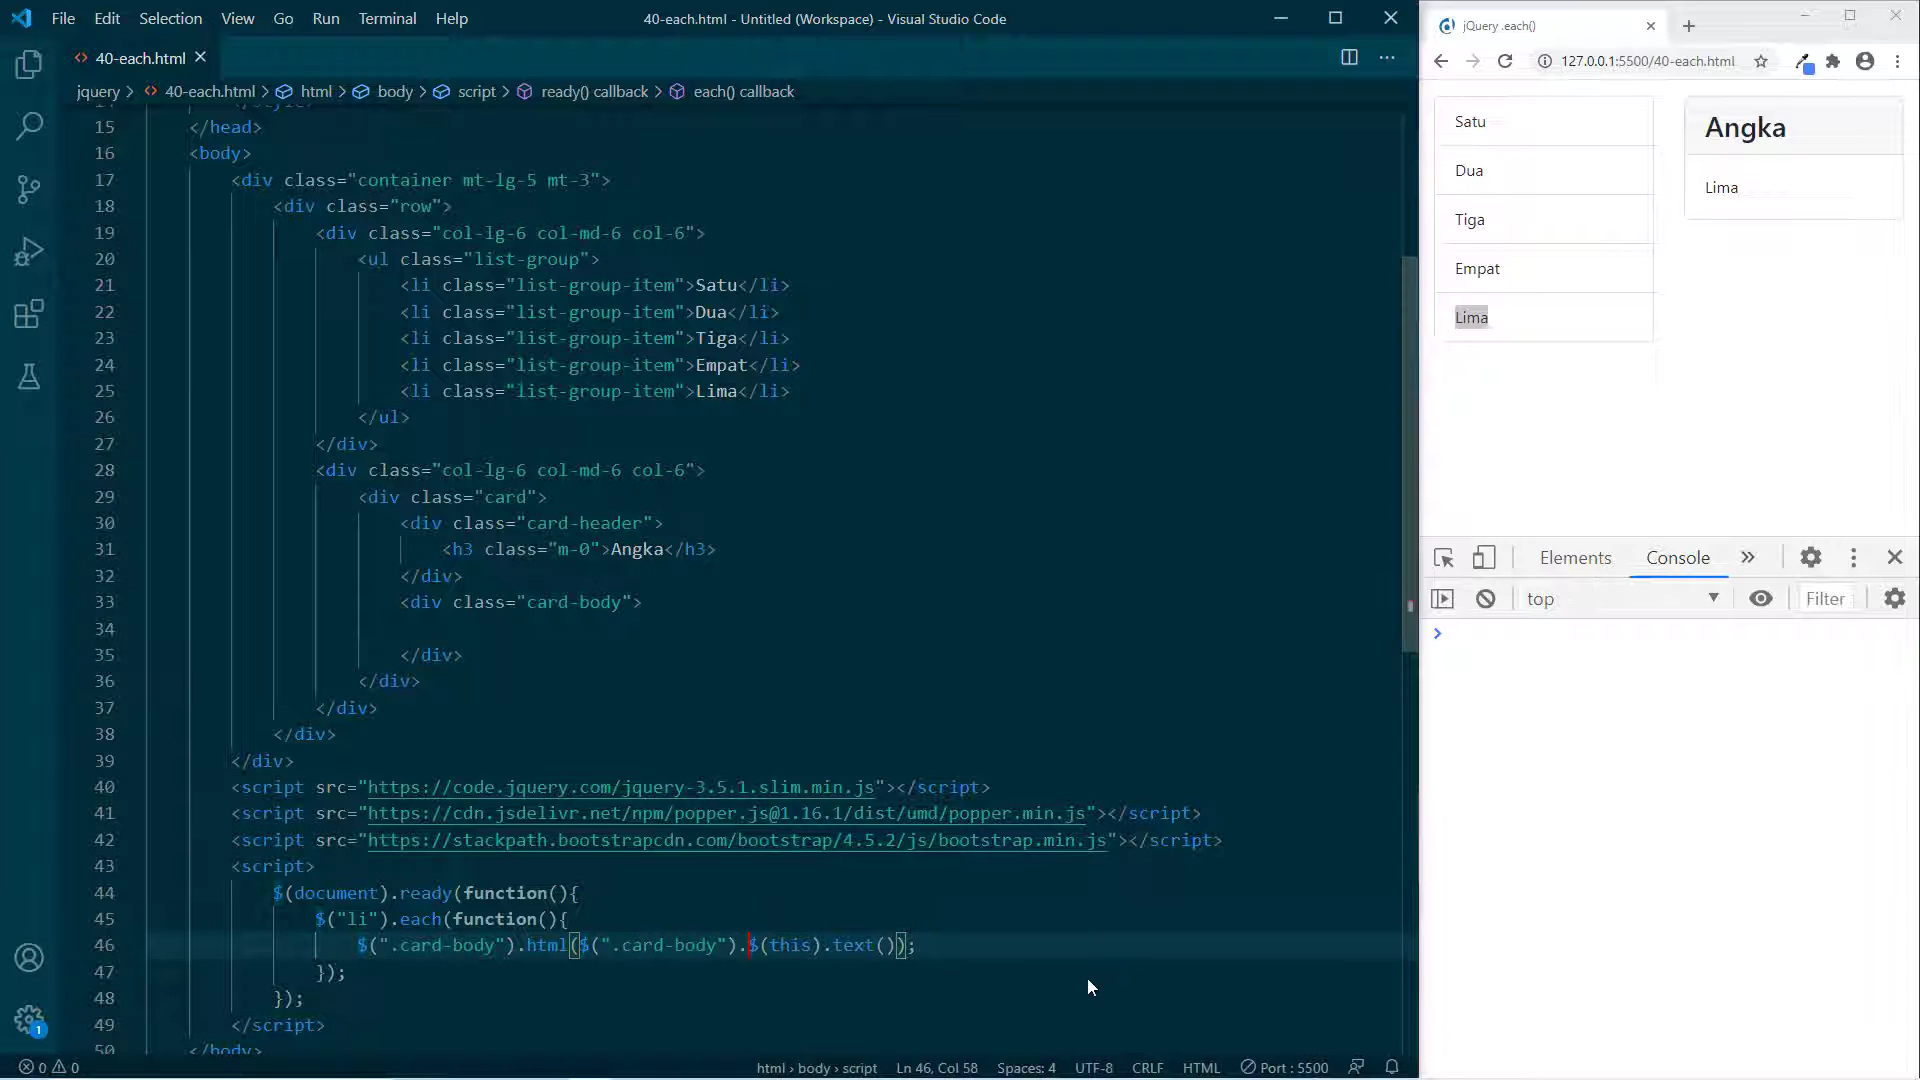 File Edit Selection View Go Run Terminal Help
40-each.html - Untitled (Workspace) - Visual Studio Code
40-each.html
jquery > 40-each.html > html > body > script > ready() callback > each() callback
15 </head>
16 <body>
17 <div class="container mt-lg-5 mt-3">
18 <div class="row">
19 <div class="col-lg-6 col-md-6 col-6">
20 <ul class="list-group">
21 <li class="list-group-item">Satu</li>
22 <li class="list-group-item">Dua</li>
23 <li class="list-group-item">Tiga</li>
24 <li class="list-group-item">Empat</li>
25 <li class="list-group-item">Lima</li>
26 </ul>
27 </div>
28 <div class="col-lg-6 col-md-6 col-6">
29 <div class="card">
30 <div class="card-header">
31 <h3 class="m-0">Angka</h3>
32 </div>
33 <div class="card-body">
34
35 </div>
36 </div>
37 </div>
38 </div>
39 </div>
40 <script src="https://code.jquery.com/jquery-3.5.1.slim.min.js"></script>
41 <script src="https://cdn.jsdelivr.net/npm/popper.js@1.16.1/dist/umd/popper.min.js"></script>
42 <script src="https://stackpath.bootstrapcdn.com/bootstrap/4.5.2/js/bootstrap.min.js"></script>
43 <script>
44 $(document).ready(function(){
45 $("li").each(function(){
46 $(".card-body").html($(".card-body").$(this).text());
47 });
48 });
49 </script>
50 </body>
1
0 0
html › body › script
Ln 46, Col 58
Spaces: 4
UTF-8
CRLF
HTML
Port : 5500
jQuery .each()
127.0.0.1:5500/40-each.html
Satu
Dua
Tiga
Empat
Lima
Angka
Lima
Elements Console »
top Filter
>